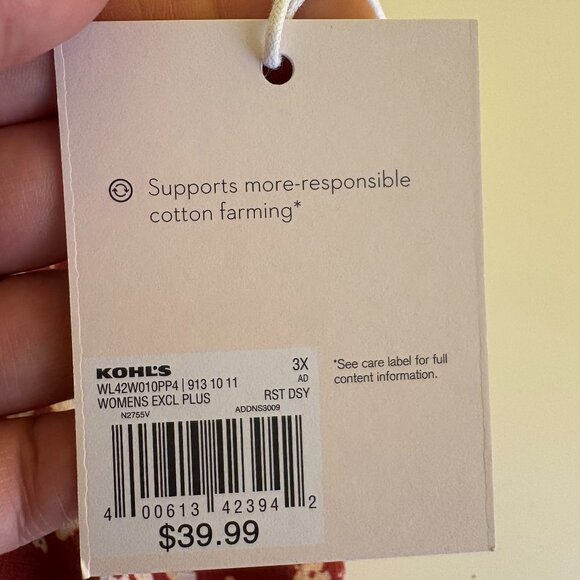 Supports more-responsible
cotton farming*
KOHL'S 3X
WL42W010PP4 | 913 10 11 AD
WOMENS EXCL PLUS RST DSY
N2755V ADDNS3009
4 00613 42394 2
$39.99
*See care label for full
content information.